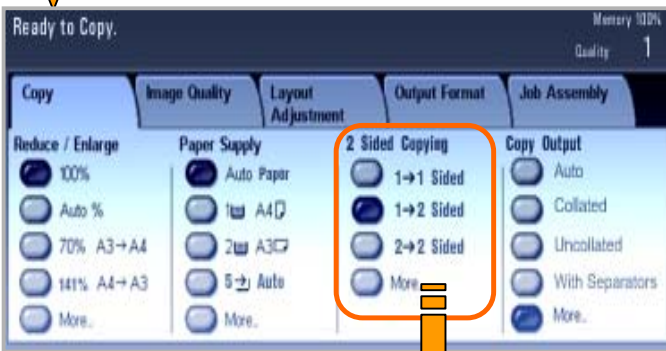 Ready to Copy.
Memory 100%
Quality 1
Copy
Image Quality
Layout
Adjustment
Output Format
Job Assembly
Reduce / Enlarge
100%
Auto %
70% A3→A4
141% A4→A3
More..
Paper Supply
Auto Paper
1 A4
2 A3
5 Auto
More..
2 Sided Copying
1→1 Sided
1→2 Sided
2→2 Sided
More..
Copy Output
Auto
Collated
Uncollated
With Separators
More..